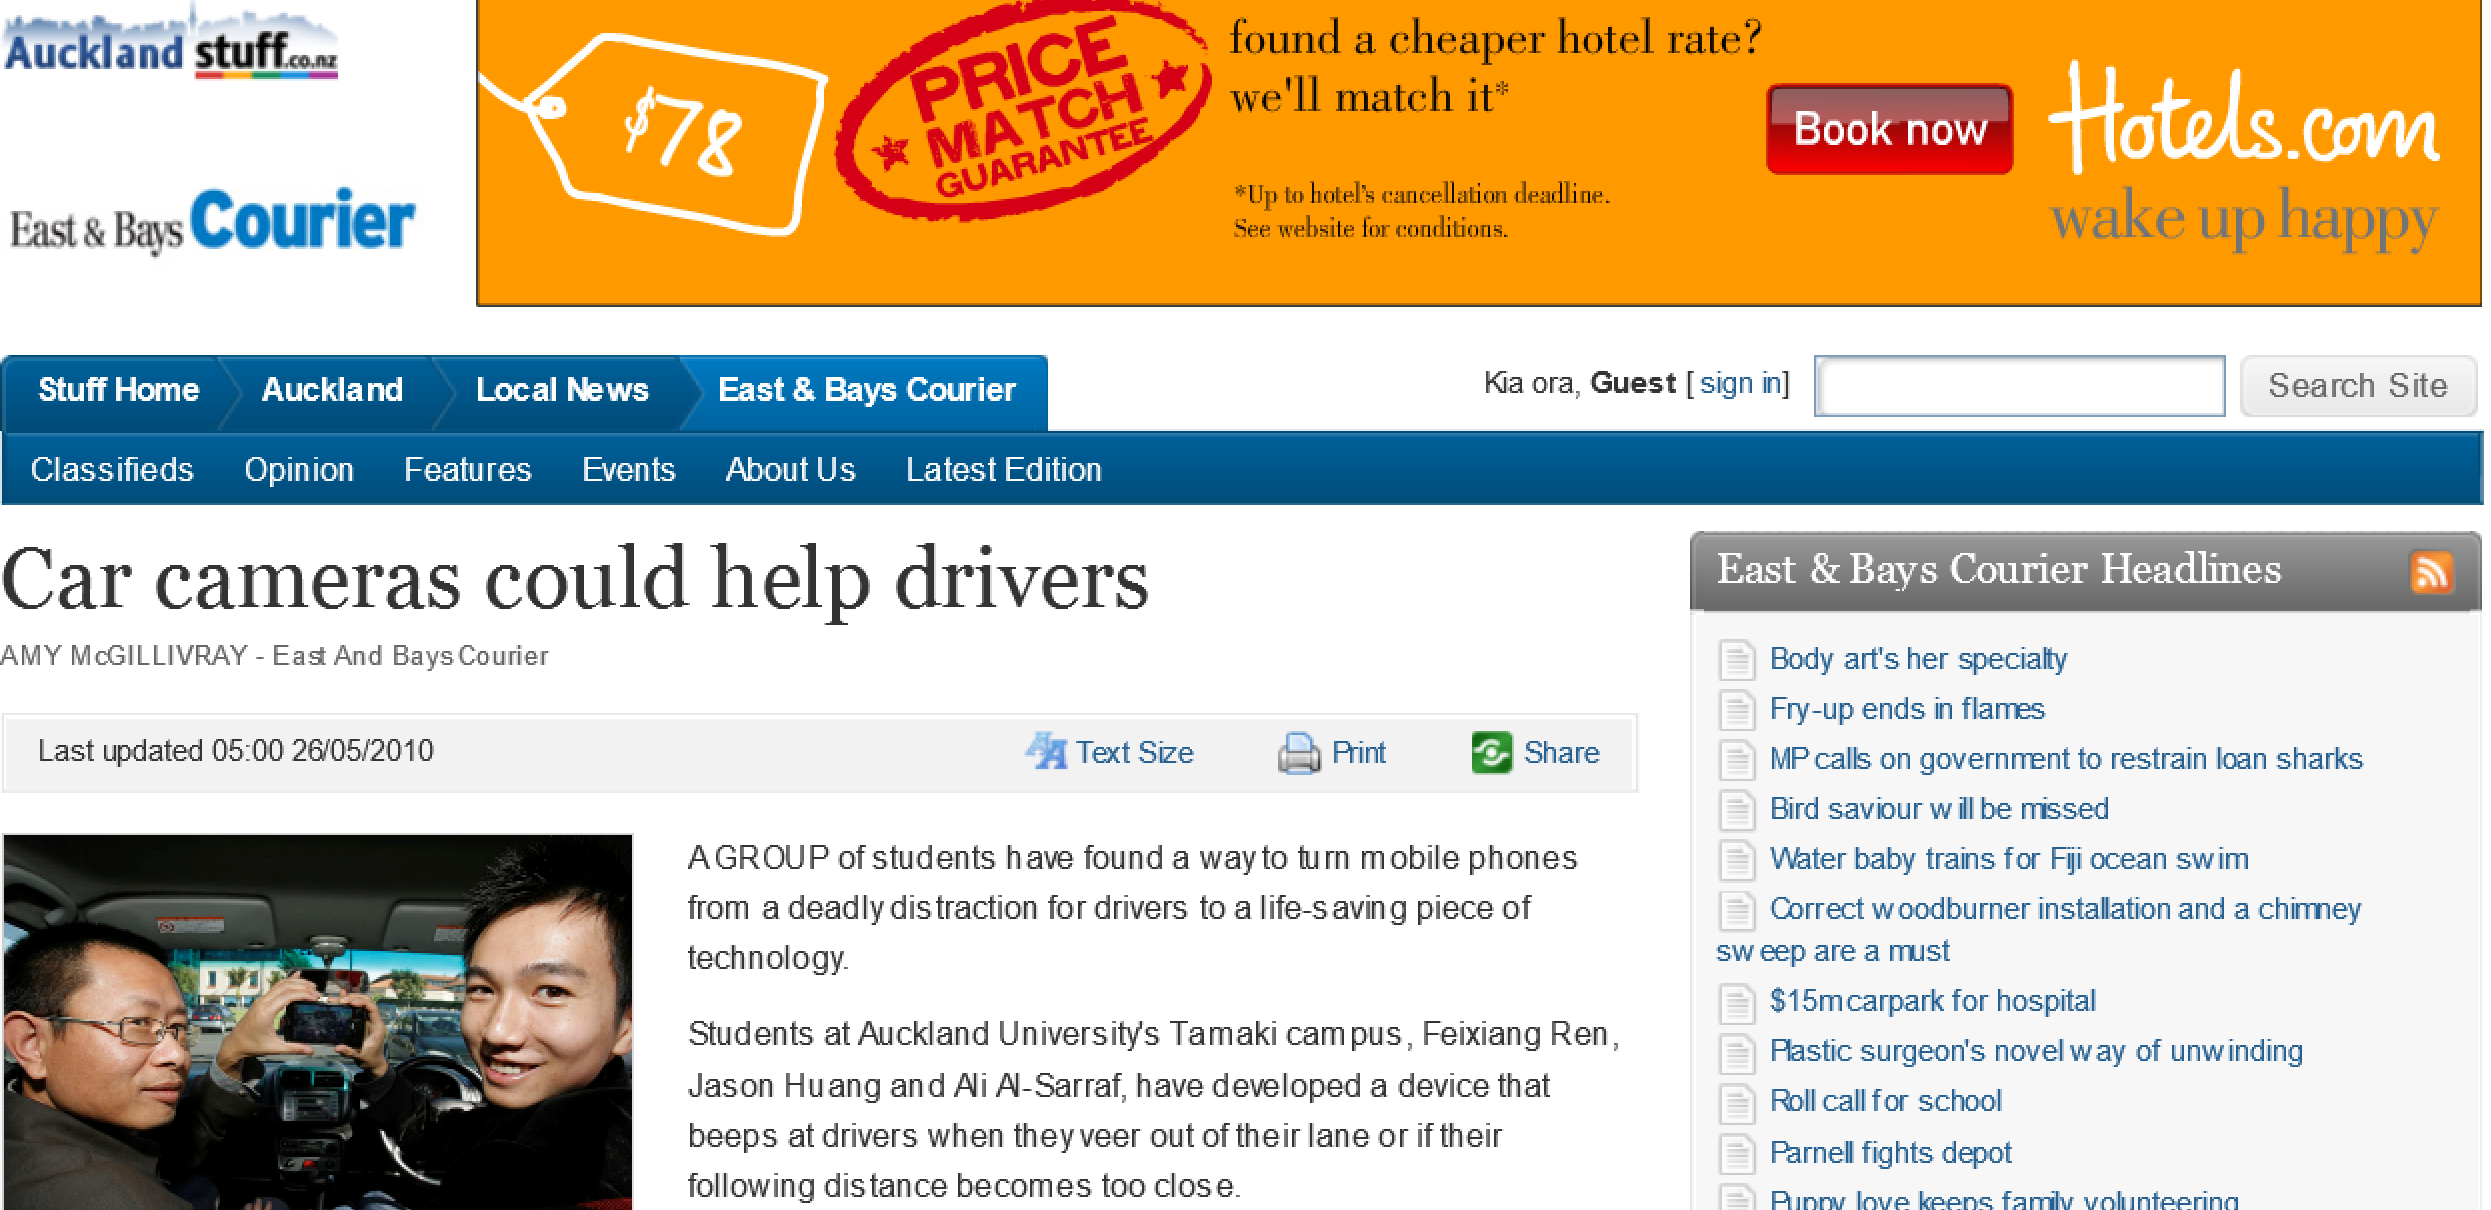 Auckland stuff.co.nz
$78
PRICE
MATCH
GUARANTEE
found a cheaper hotel rate?
we'll match it*
*Up to hotel's cancellation deadline.
See website for conditions.
Book now
Hotels.com
wake up happy
East & Bays Courier
Stuff Home Auckland Local News East & Bays Courier
Kia ora, Guest [ sign in]
Search Site
Classifieds Opinion Features Events About Us Latest Edition
Car cameras could help drivers
AMY McGILLIVRAY - East And Bays Courier
Last updated 05:00 26/05/2010
Text Size Print Share
A GROUP of students have found a way to turn mobile phones
from a deadly distraction for drivers to a life-saving piece of
technology.
Students at Auckland University's Tamaki campus, Feixiang Ren,
Jason Huang and Ali Al-Sarraf, have developed a device that
beeps at drivers when they veer out of their lane or if their
following distance becomes too close.
East & Bays Courier Headlines
Body art's her specialty
Fry-up ends in flames
MP calls on government to restrain loan sharks
Bird saviour will be missed
Water baby trains for Fiji ocean swim
Correct woodburner installation and a chimney
sweep are a must
$15m carpark for hospital
Plastic surgeon's novel way of unwinding
Roll call for school
Parnell fights depot
Puppy love keeps family volunteering